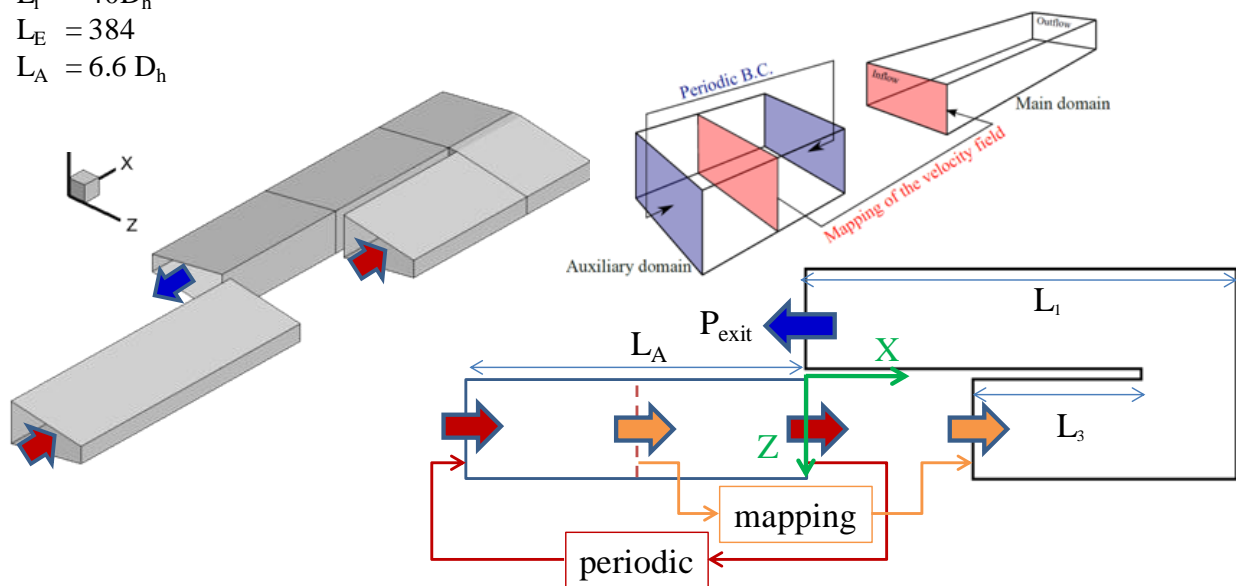 40D_h
L_E = 384
L_A = 6.6 D_h
X
Z
Periodic B.C.
Outflow
Inflow
Main domain
Mapping of the velocity field
Auxiliary domain
L_1
P_exit
L_A
X
Z
L_3
mapping
periodic